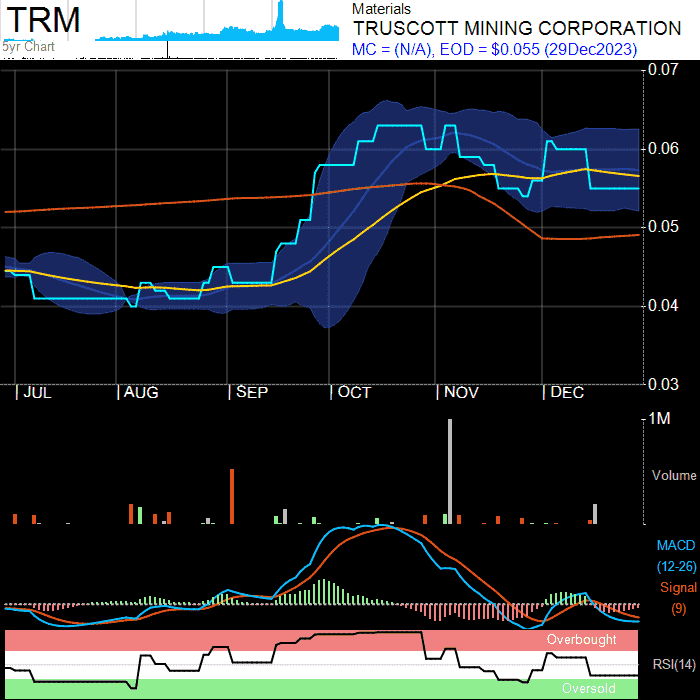 TRM
5yr Chart
Materials
TRUSCOTT MINING CORPORATION
MC = (N/A), EOD = $0.055 (29Dec2023)
0.07
0.06
0.05
0.04
0.03
JUL AUG SEP OCT NOV DEC
1M
Volume
MACD
(12-26)
Signal
(9)
Overbought
RSI(14)
Oversold